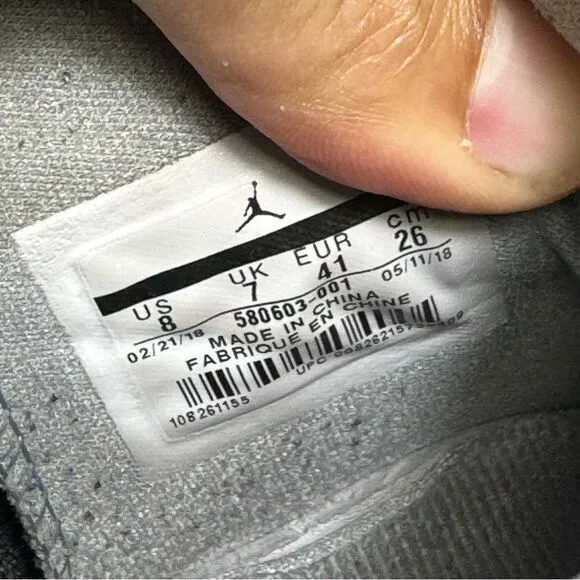 US UK EUR cm
8 7 41 26
02/21/18 580603-001 05/11/18
MADE IN CHINA
FABRIQUE EN CHINE
108261155 UPC